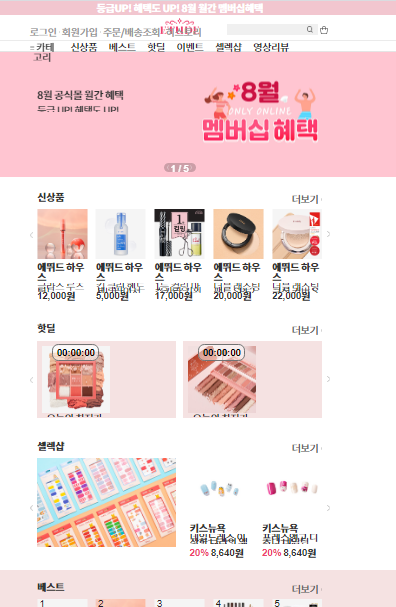 등급UP! 혜택도 UP! 8월 월간 멤버십혜택
로그인 · 회원가입 · 주문/배송조회 · 최근본
ETUDE
≡ 카테고리 신상품 베스트 핫딜 이벤트 셀렉샵 영상리뷰
8월 공식몰 월간 혜택
등급 UP! 혜택도 UP!
8월
ONLY ONLINE
멤버십 혜택
1 / 5
신상품
더보기
1
컬링
에뛰드 하우스
12,000원
에뛰드 하우스
5,000원
에뛰드 하우스
17,000원
에뛰드 하우스
20,000원
에뛰드 하우스
22,000원
핫딜
더보기
00:00:00
00:00:00
셀렉샵
더보기
키스뉴욕
20% 8,640원
키스뉴욕
20% 8,640원
베스트
더보기
1
2
3
4
5